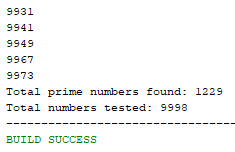 9931
9941
9949
9967
9973
Total prime numbers found: 1229
Total numbers tested: 9998
----------------------------------
BUILD SUCCESS